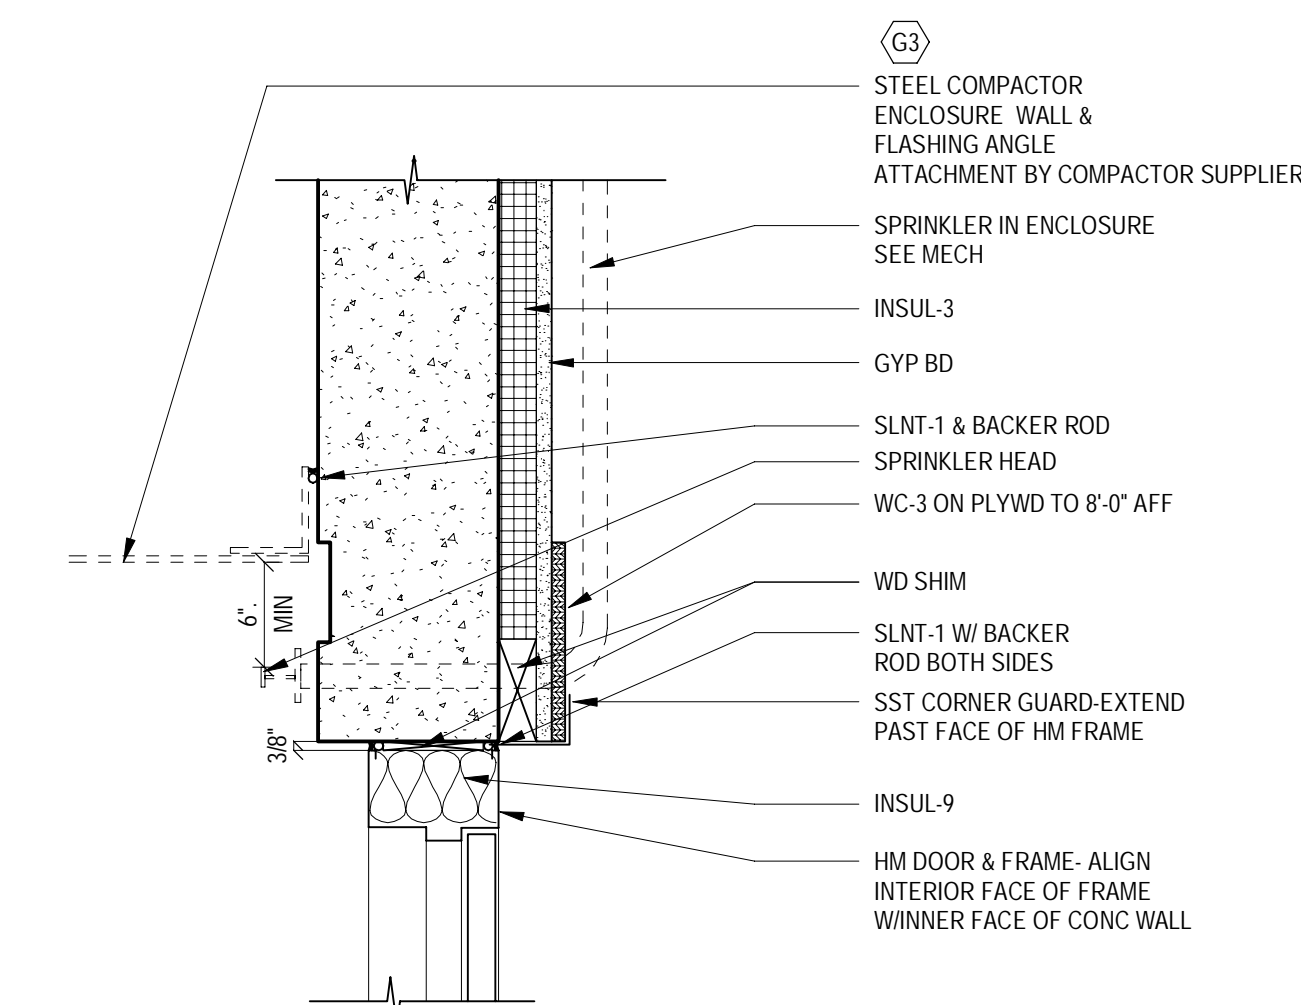 G3
STEEL COMPACTOR
ENCLOSURE WALL &
FLASHING ANGLE
ATTACHMENT BY COMPACTOR SUPPLIER
SPRINKLER IN ENCLOSURE
SEE MECH
INSUL-3
GYP BD
SLNT-1 & BACKER ROD
SPRINKLER HEAD
WC-3 ON PLYWD TO 8'-0" AFF
WD SHIM
SLNT-1 W/ BACKER
ROD BOTH SIDES
SST CORNER GUARD-EXTEND
PAST FACE OF HM FRAME
INSUL-9
HM DOOR & FRAME- ALIGN
INTERIOR FACE OF FRAME
W/INNER FACE OF CONC WALL
6".
MIN
3/8"